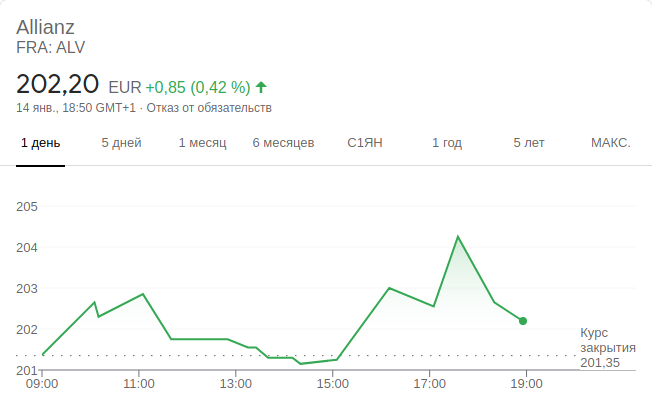 Allianz
FRA: ALV
202,20 EUR +0,85 (0,42 %)
14 янв., 18:50 GMT+1 · Отказ от обязательств
1 день 5 дней 1 месяц 6 месяцев С1ЯН 1 год 5 лет МАКС.
205
204
203
202
Курс
закрытия
201,35
201
09:00 11:00 13:00 15:00 17:00 19:00